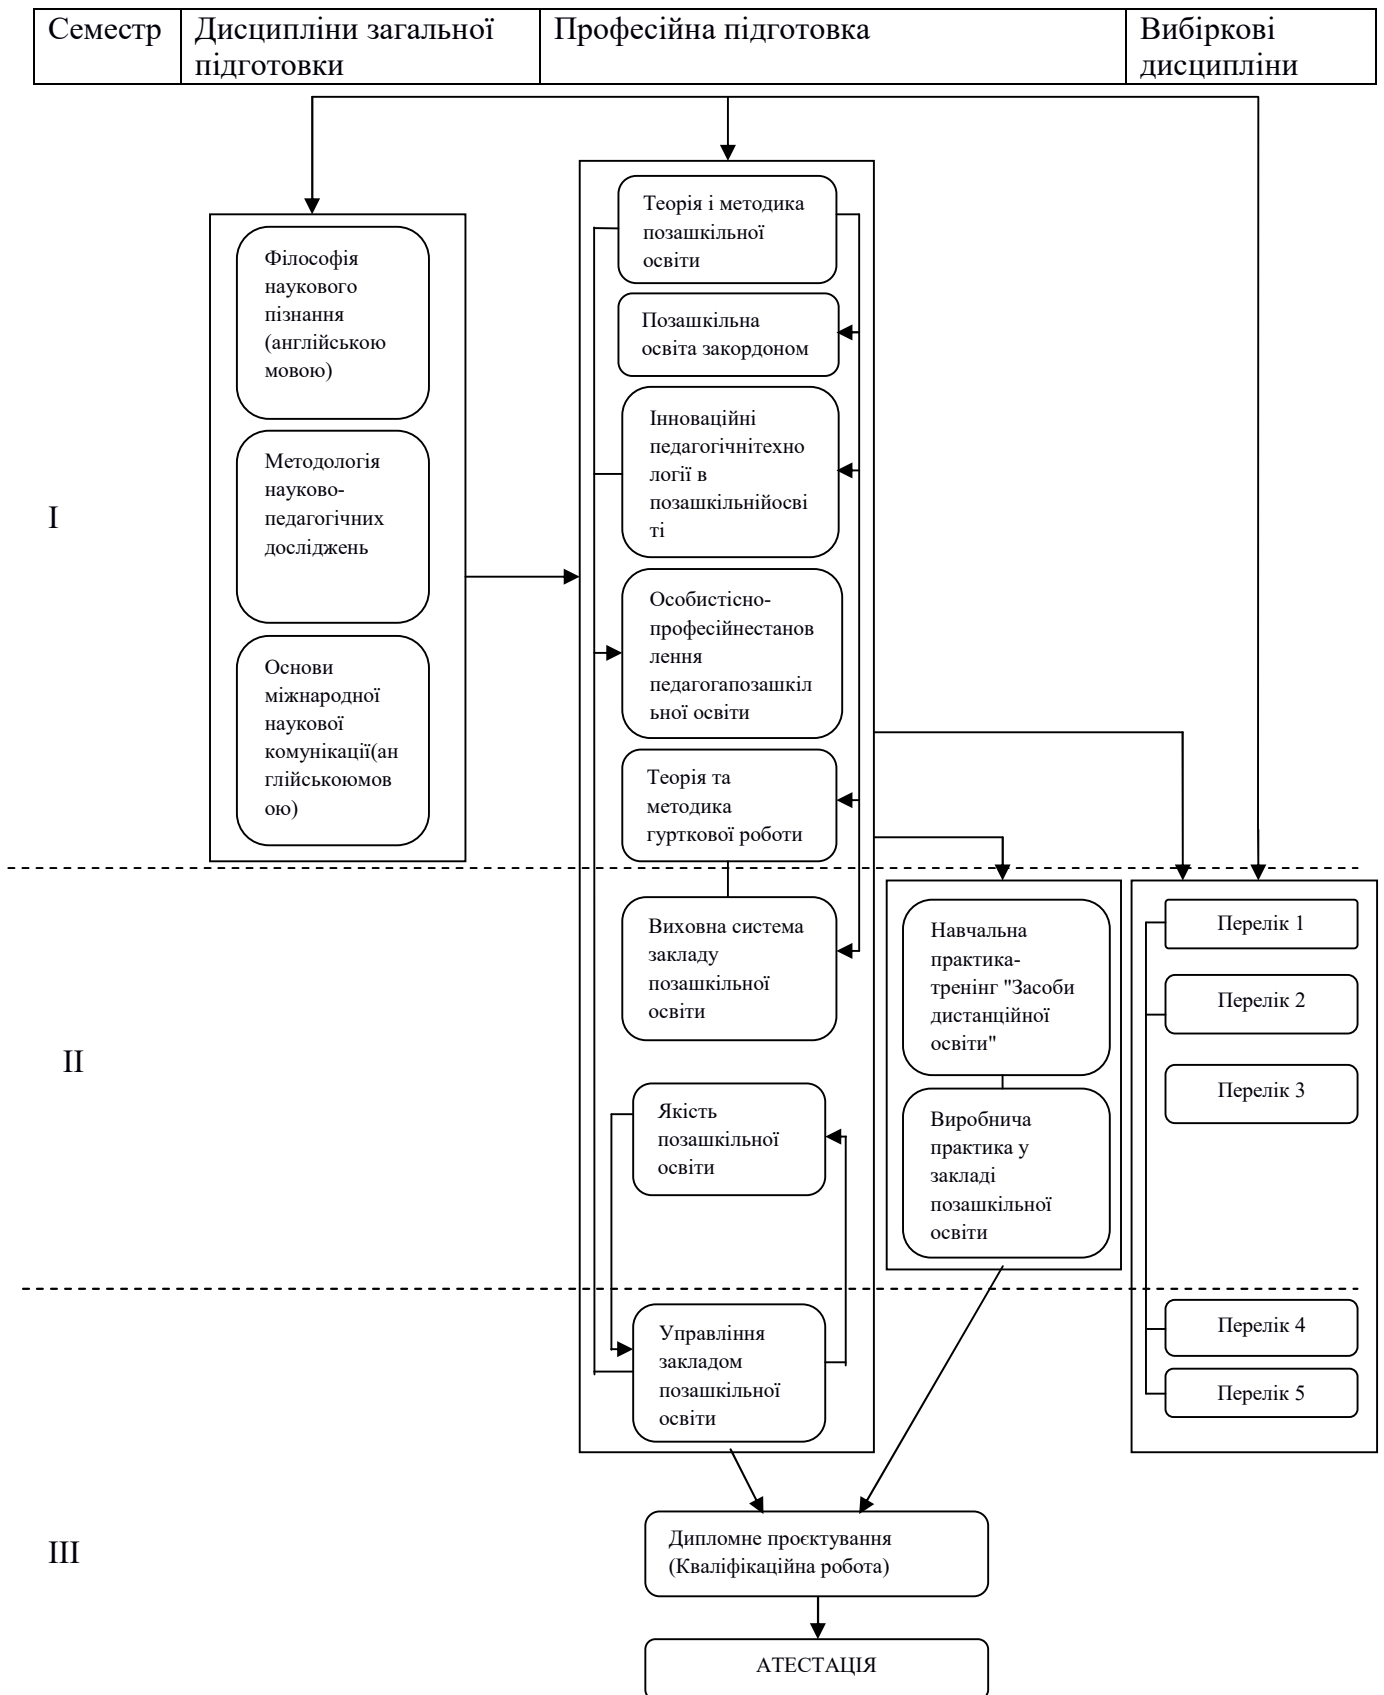 Семестр
Дисципліни загальної
підготовки
Професійна підготовка
Вибіркові
дисципліни
I
Філософія
наукового
пізнання
(англійською
мовою)
Методологія
науково-
педагогічних
досліджень
Основи
міжнародної
наукової
комунікації(ан
глійськоюмов
ою)
Теорія і методика
позашкільної
освіти
Позашкільна
освіта закордоном
Інноваційні
педагогічнітехно
логії в
позашкільнійосві
ті
Особистісно-
професійнестанов
лення
педагогапозашкіл
ьної освіти
Теорія та
методика
гурткової роботи
II
Виховна система
закладу
позашкільної
освіти
Якість
позашкільної
освіти
Навчальна
практика-
тренінг "Засоби
дистанційної
освіти"
Виробнича
практика у
закладі
позашкільної
освіти
Перелік 1
Перелік 2
Перелік 3
III
Управління
закладом
позашкільної
освіти
Перелік 4
Перелік 5
Дипломне проєктування
(Кваліфікаційна робота)
АТЕСТАЦІЯ